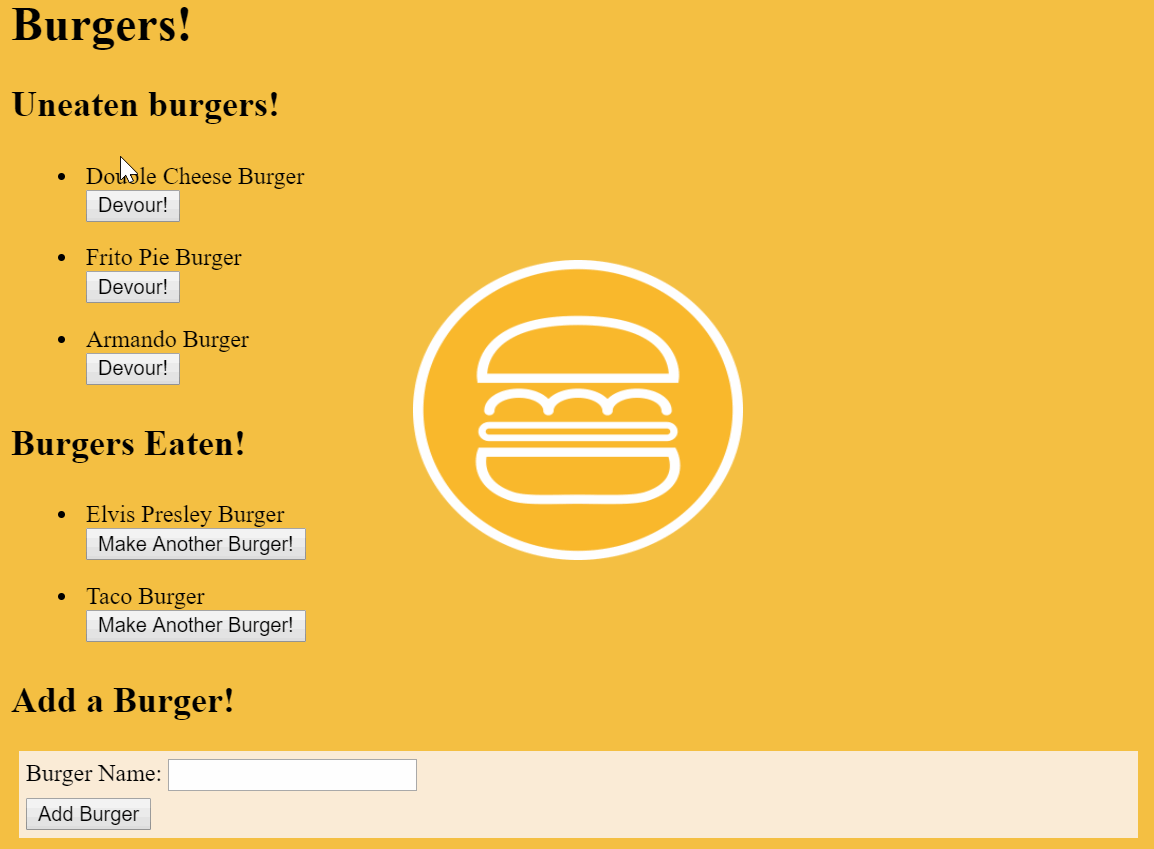 Burgers!
Uneaten burgers!
Double Cheese Burger
Devour!
Frito Pie Burger
Devour!
Armando Burger
Devour!
Burgers Eaten!
Elvis Presley Burger
Make Another Burger!
Taco Burger
Make Another Burger!
Add a Burger!
Burger Name:
Add Burger